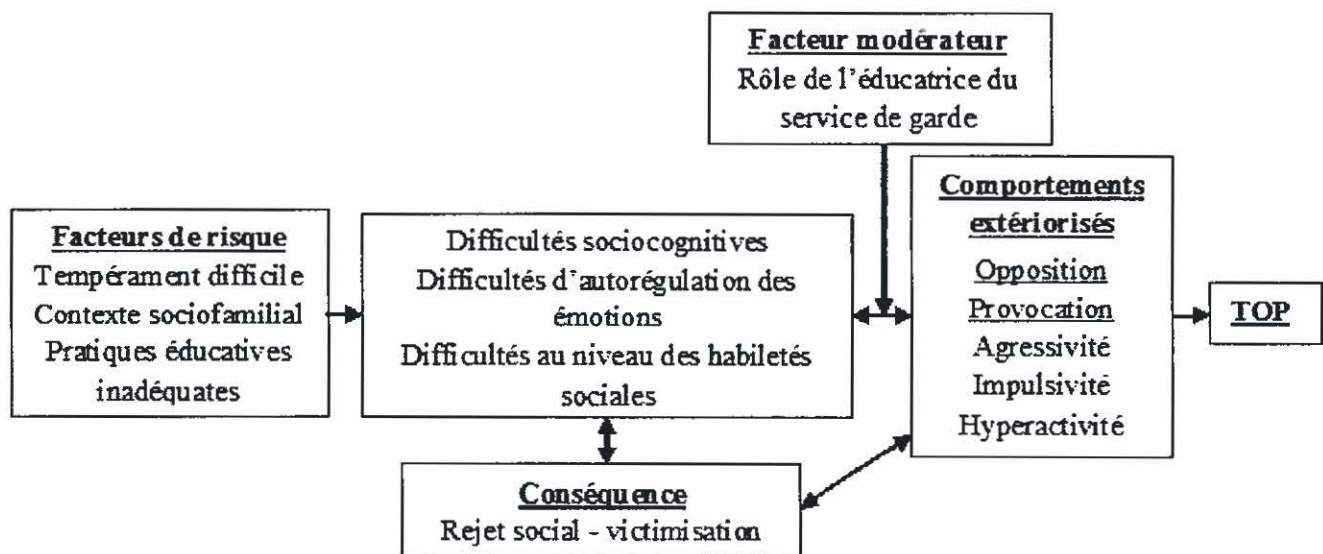 Facteur modérateur
Rôle de l'éducatrice du
service de garde
Facteurs de risque
Tempérament difficile
Contexte sociofamilial
Pratiques éducatives
inadéquates
Difficultés sociocognitives
Difficultés d'autorégulation des
émotions
Difficultés au niveau des habiletés
sociales
Comportements
extériorisés
Opposition
Provocation
Agressivité
Impulsivité
Hyperactivité
TOP
Conséquence
Rejet social - victimisation